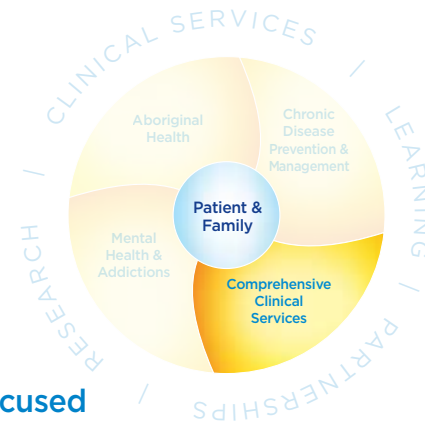 CLINICAL SERVICES / LEARNING / PARTNERSHIPS / RESEARCH /
Aboriginal
Health
Chronic
Disease
Prevention &
Management
Patient &
Family
Mental
Health &
Addictions
Comprehensive
Clinical
Services
cused